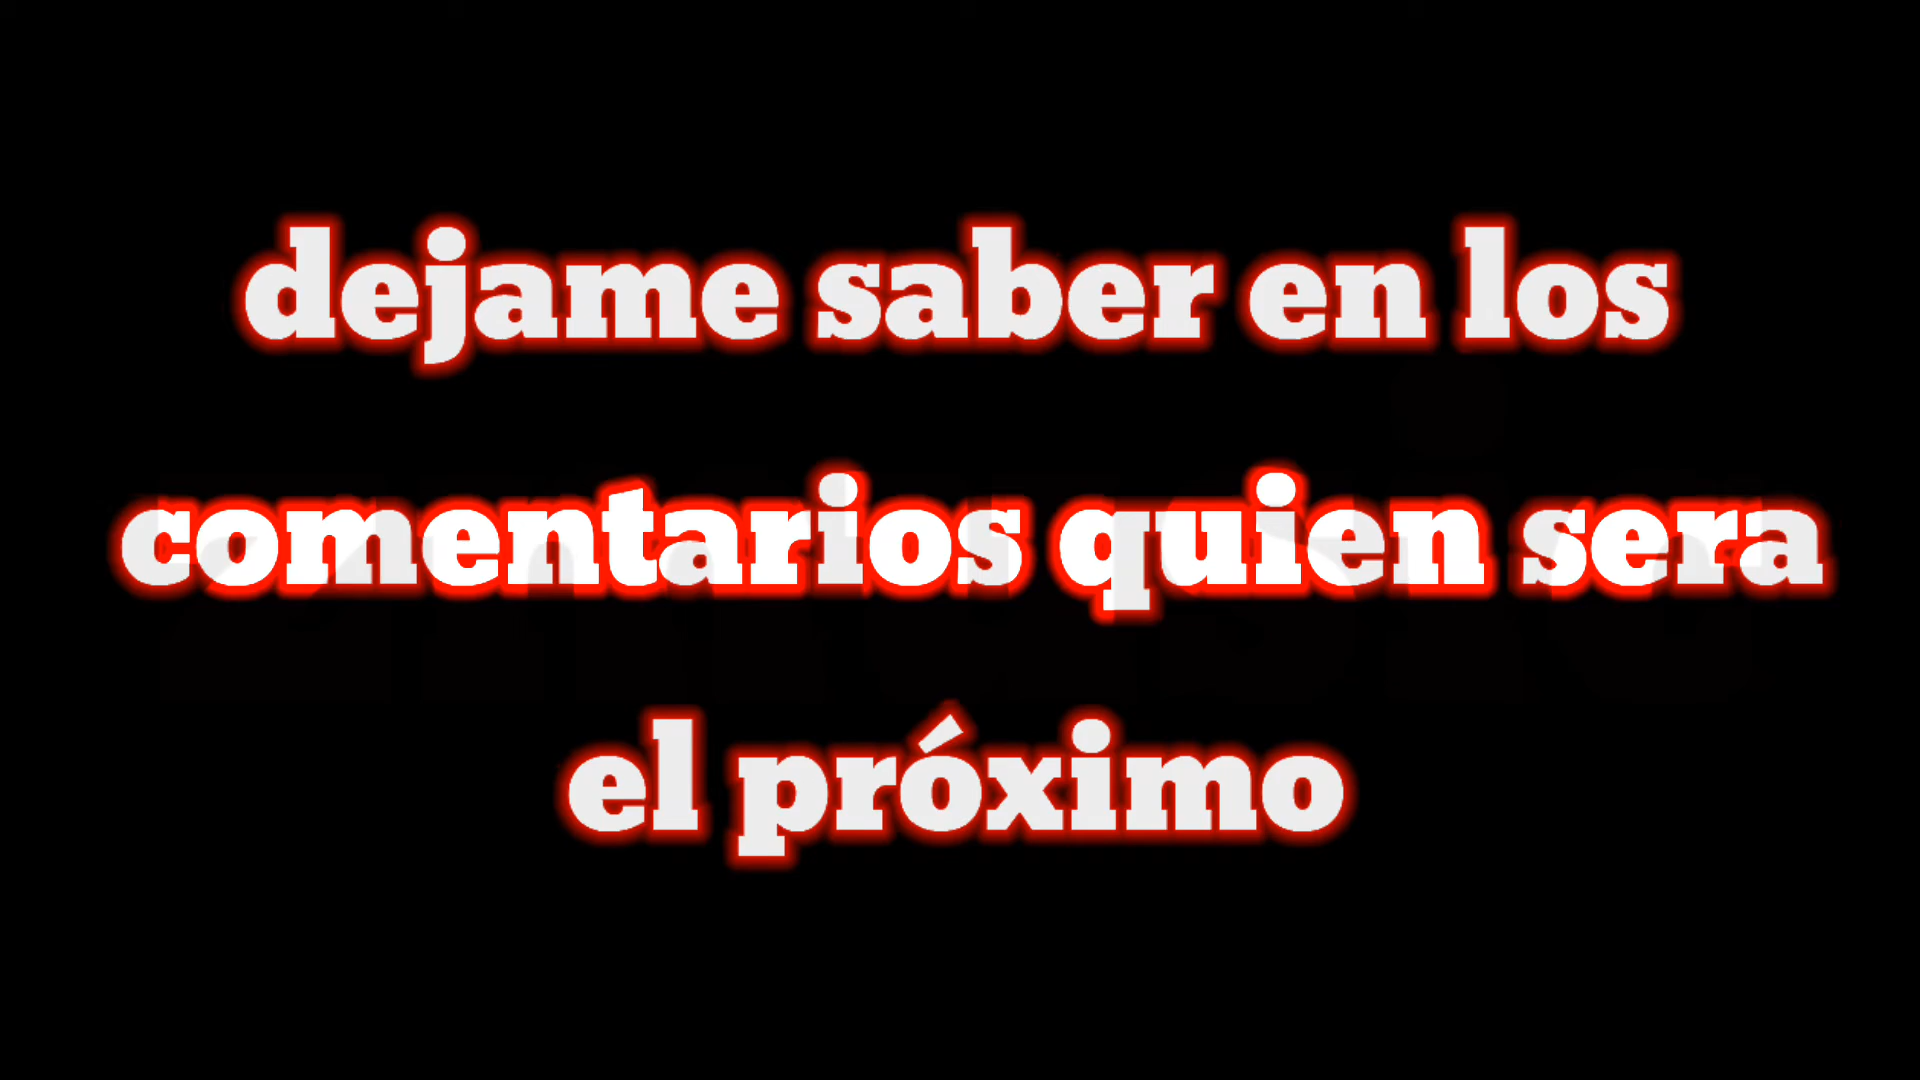 dejame saber en los
comentarios quien sera
el próximo